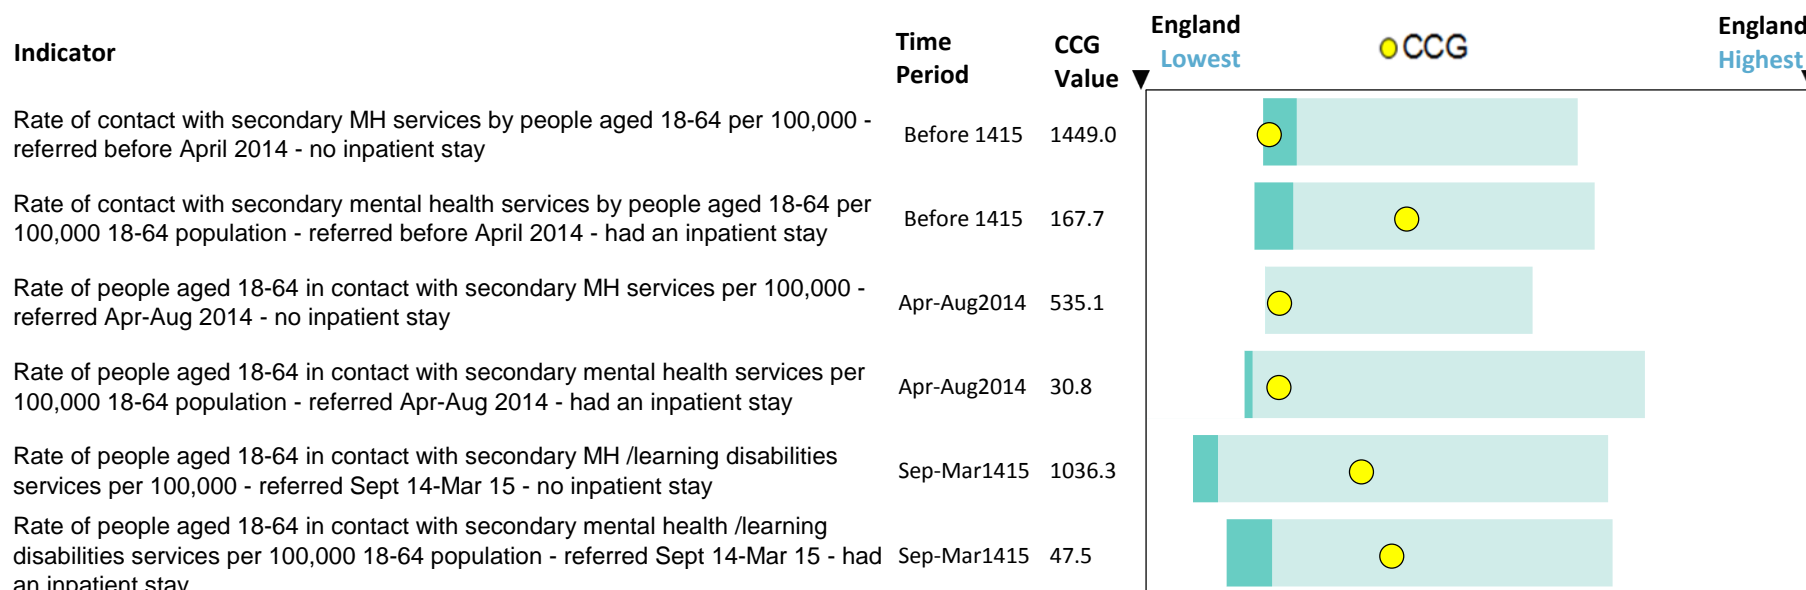 Indicator
Time
Period
CCG
Value
England
Lowest
CCG
England
Highest
Rate of contact with secondary MH services by people aged 18-64 per 100,000 -
referred before April 2014 - no inpatient stay
Before 1415
1449.0
Rate of contact with secondary mental health services by people aged 18-64 per
100,000 18-64 population - referred before April 2014 - had an inpatient stay
Before 1415
167.7
Rate of people aged 18-64 in contact with secondary MH services per 100,000 -
referred Apr-Aug 2014 - no inpatient stay
Apr-Aug2014
535.1
Rate of people aged 18-64 in contact with secondary mental health services per
100,000 18-64 population - referred Apr-Aug 2014 - had an inpatient stay
Apr-Aug2014
30.8
Rate of people aged 18-64 in contact with secondary MH /learning disabilities
services per 100,000 - referred Sept 14-Mar 15 - no inpatient stay
Sep-Mar1415
1036.3
Rate of people aged 18-64 in contact with secondary mental health /learning
disabilities services per 100,000 18-64 population - referred Sept 14-Mar 15 - had
an inpatient stay
Sep-Mar1415
47.5